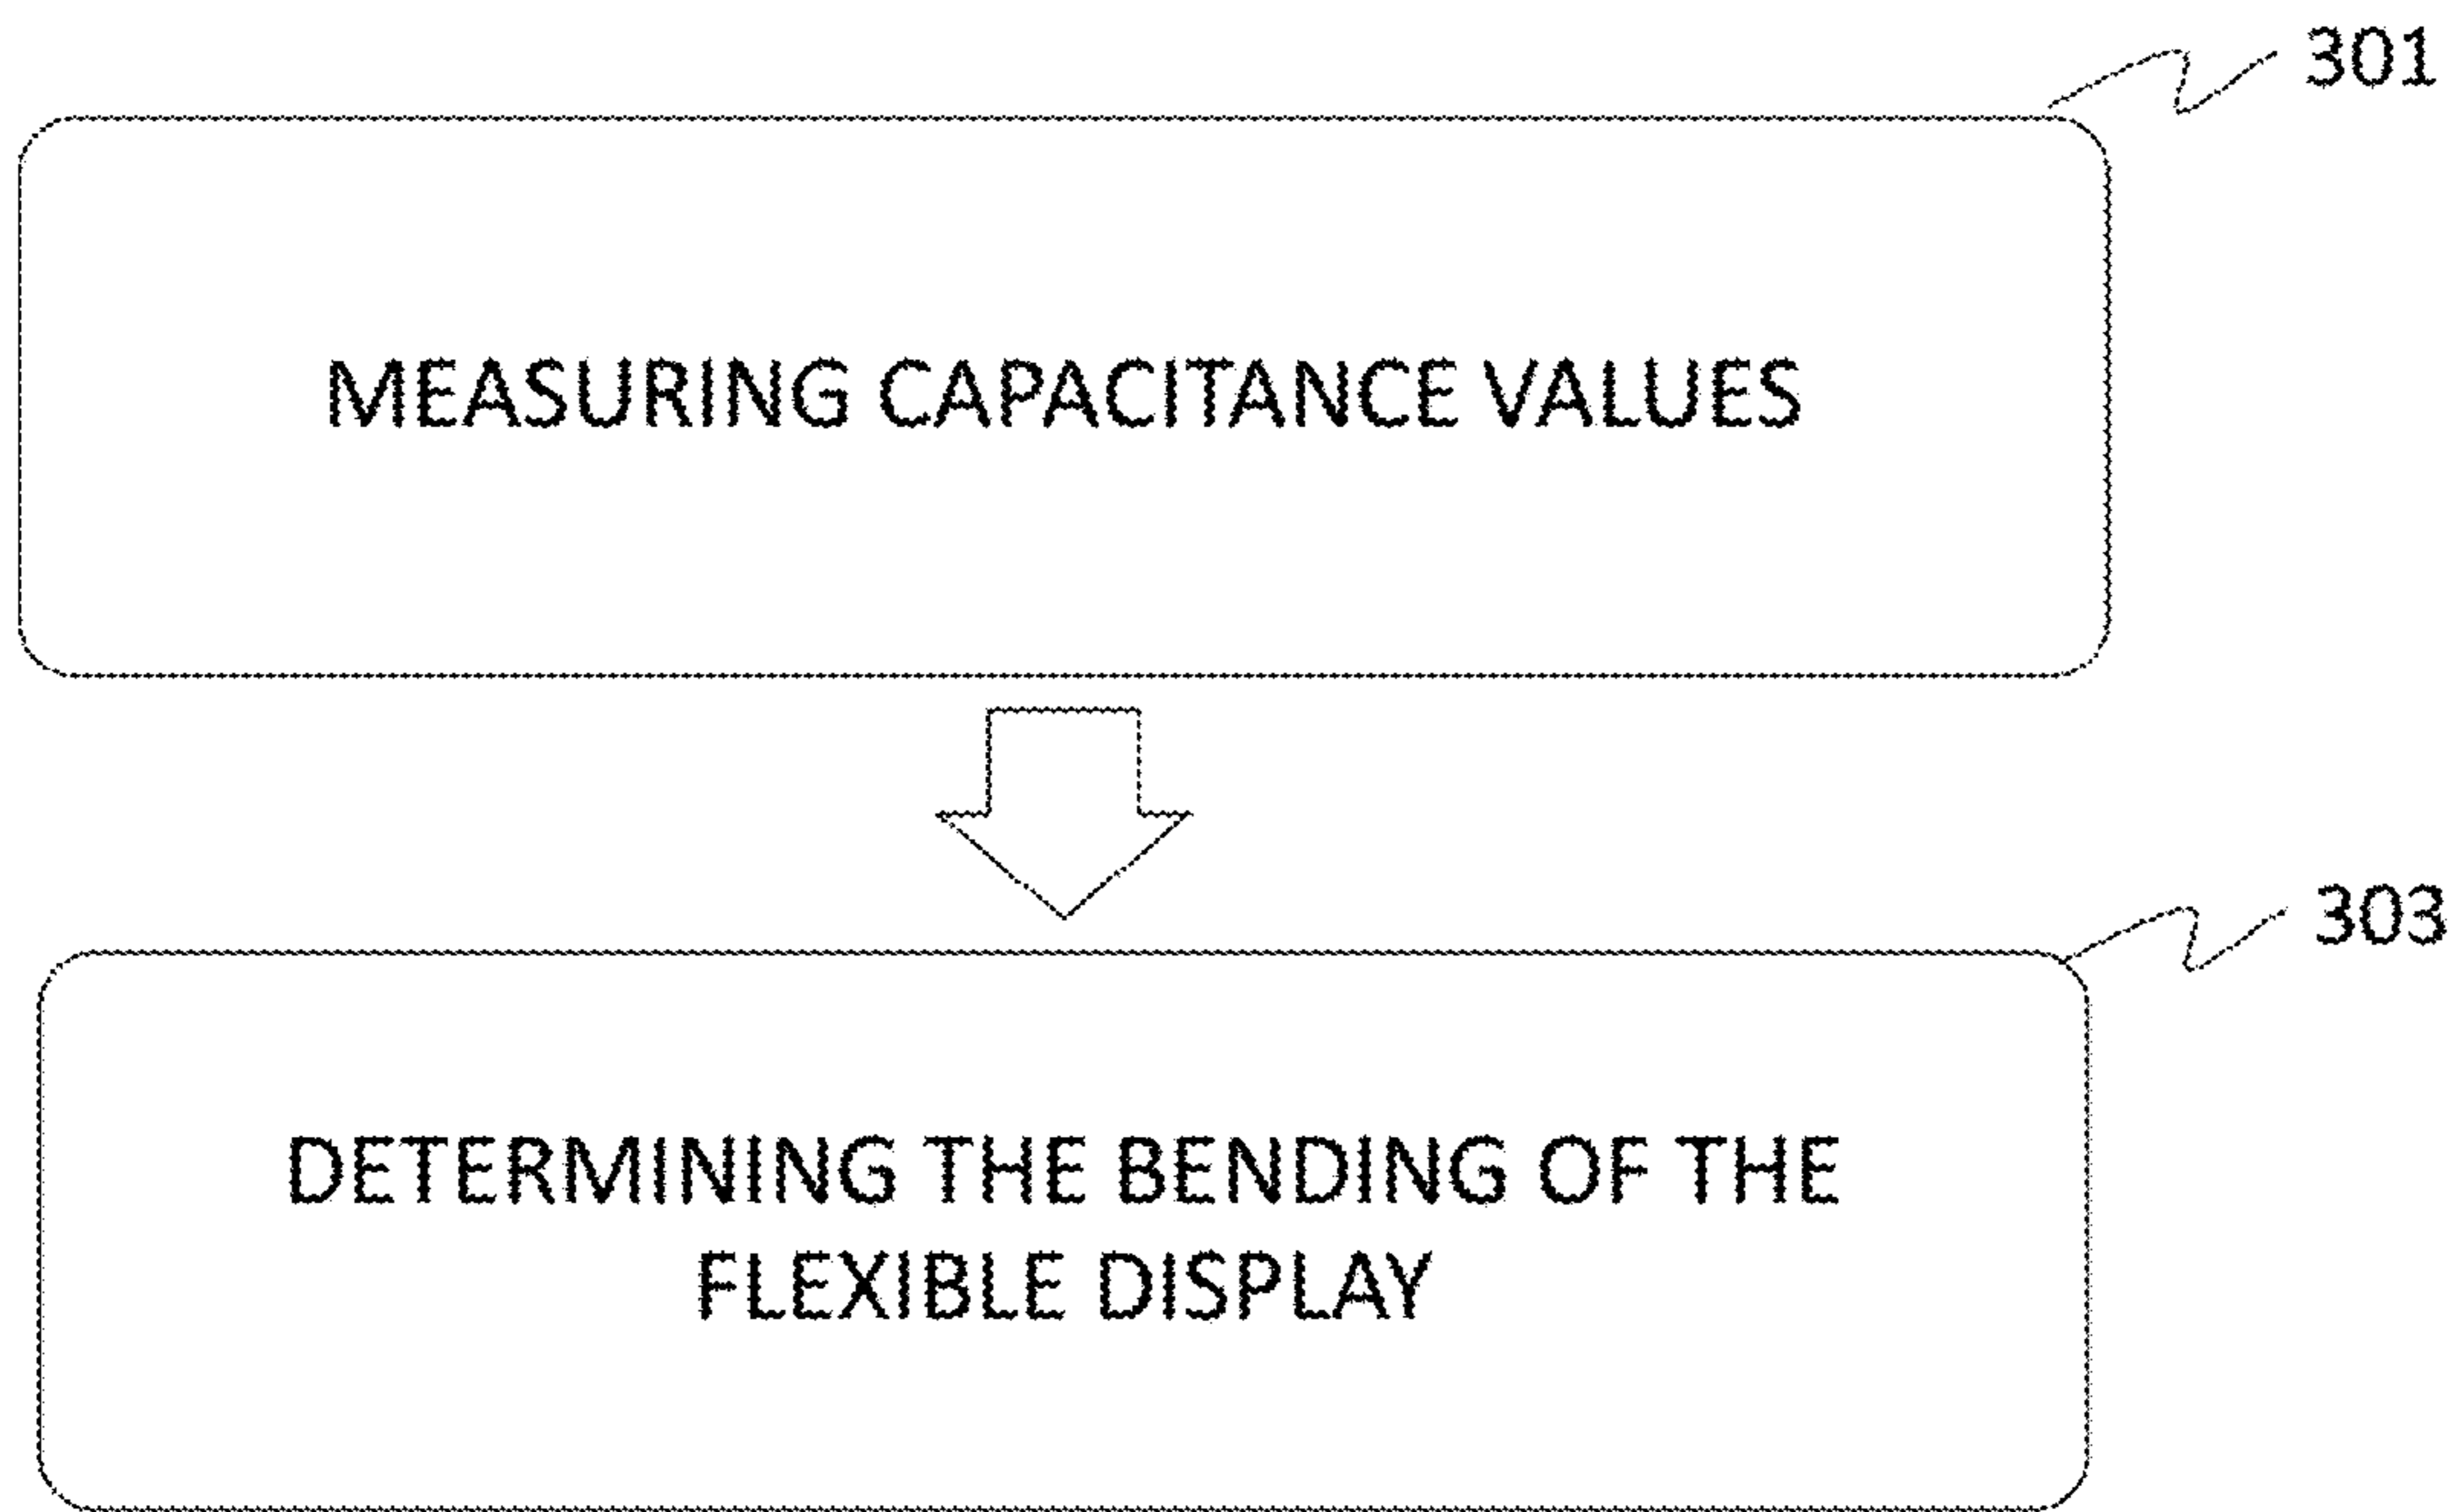 301
MEASURING CAPACITANCE VALUES
303
DETERMINING THE BENDING OF THE
FLEXIBLE DISPLAY